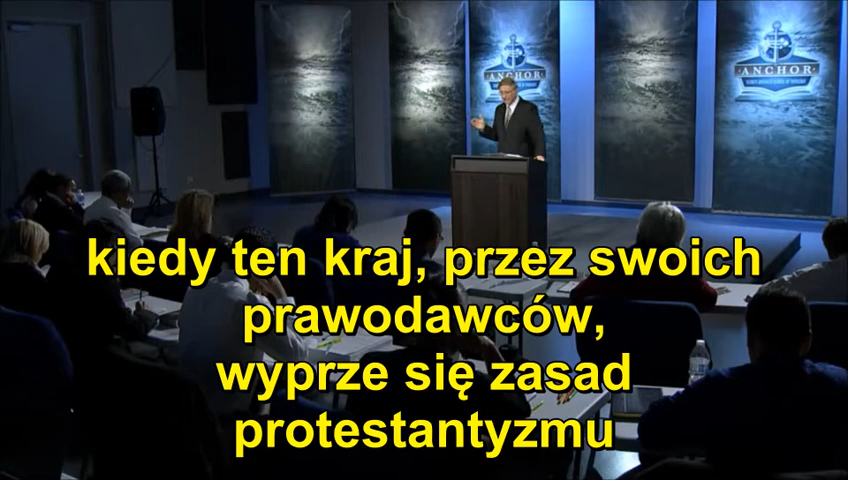 ANCHOR
ANCHOR
kiedy ten kraj, przez swoich
prawodawców,
wyprze się zasad
protestantyzmu